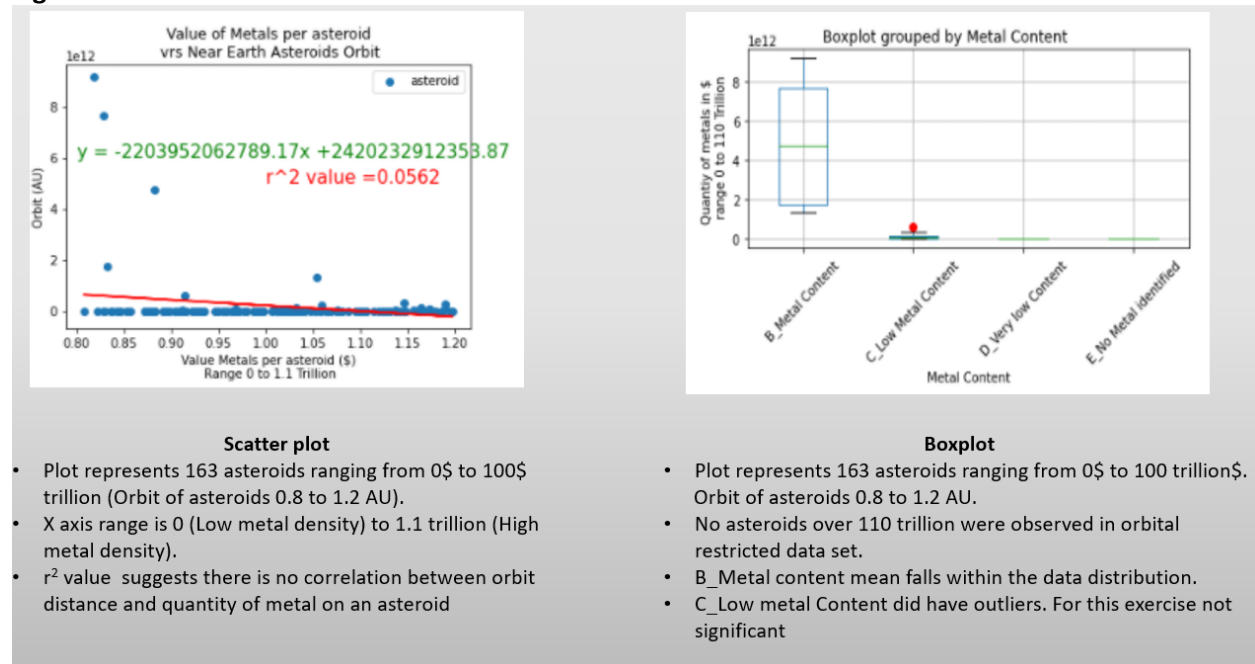 Value of Metals per asteroid
vrs Near Earth Asteroids Orbit
1e12
asteroid
8
6
4
2
0
Orbit (AU)
y = -2203952062789.17x +2420232912353.87
r^2 value =0.0562
0.80 0.85 0.90 0.95 1.00 1.05 1.10 1.15 1.20
Value Metals per asteroid ($)
Range 0 to 1.1 Trillion
Boxplot grouped by Metal Content
1e12
8
6
4
2
0
Quantiy of metals in $
range 0 to 110 Trillion
B_Metal Content
C_Low Metal Content
D_Very low Content
E_No Metal identified
Metal Content
Scatter plot
• Plot represents 163 asteroids ranging from 0$ to 100$
trillion (Orbit of asteroids 0.8 to 1.2 AU).
• X axis range is 0 (Low metal density) to 1.1 trillion (High
metal density).
• r² value suggests there is no correlation between orbit
distance and quantity of metal on an asteroid
Boxplot
• Plot represents 163 asteroids ranging from 0$ to 100 trillion$.
Orbit of asteroids 0.8 to 1.2 AU.
• No asteroids over 110 trillion were observed in orbital
restricted data set.
• B_Metal content mean falls within the data distribution.
• C_Low metal Content did have outliers. For this exercise not
significant